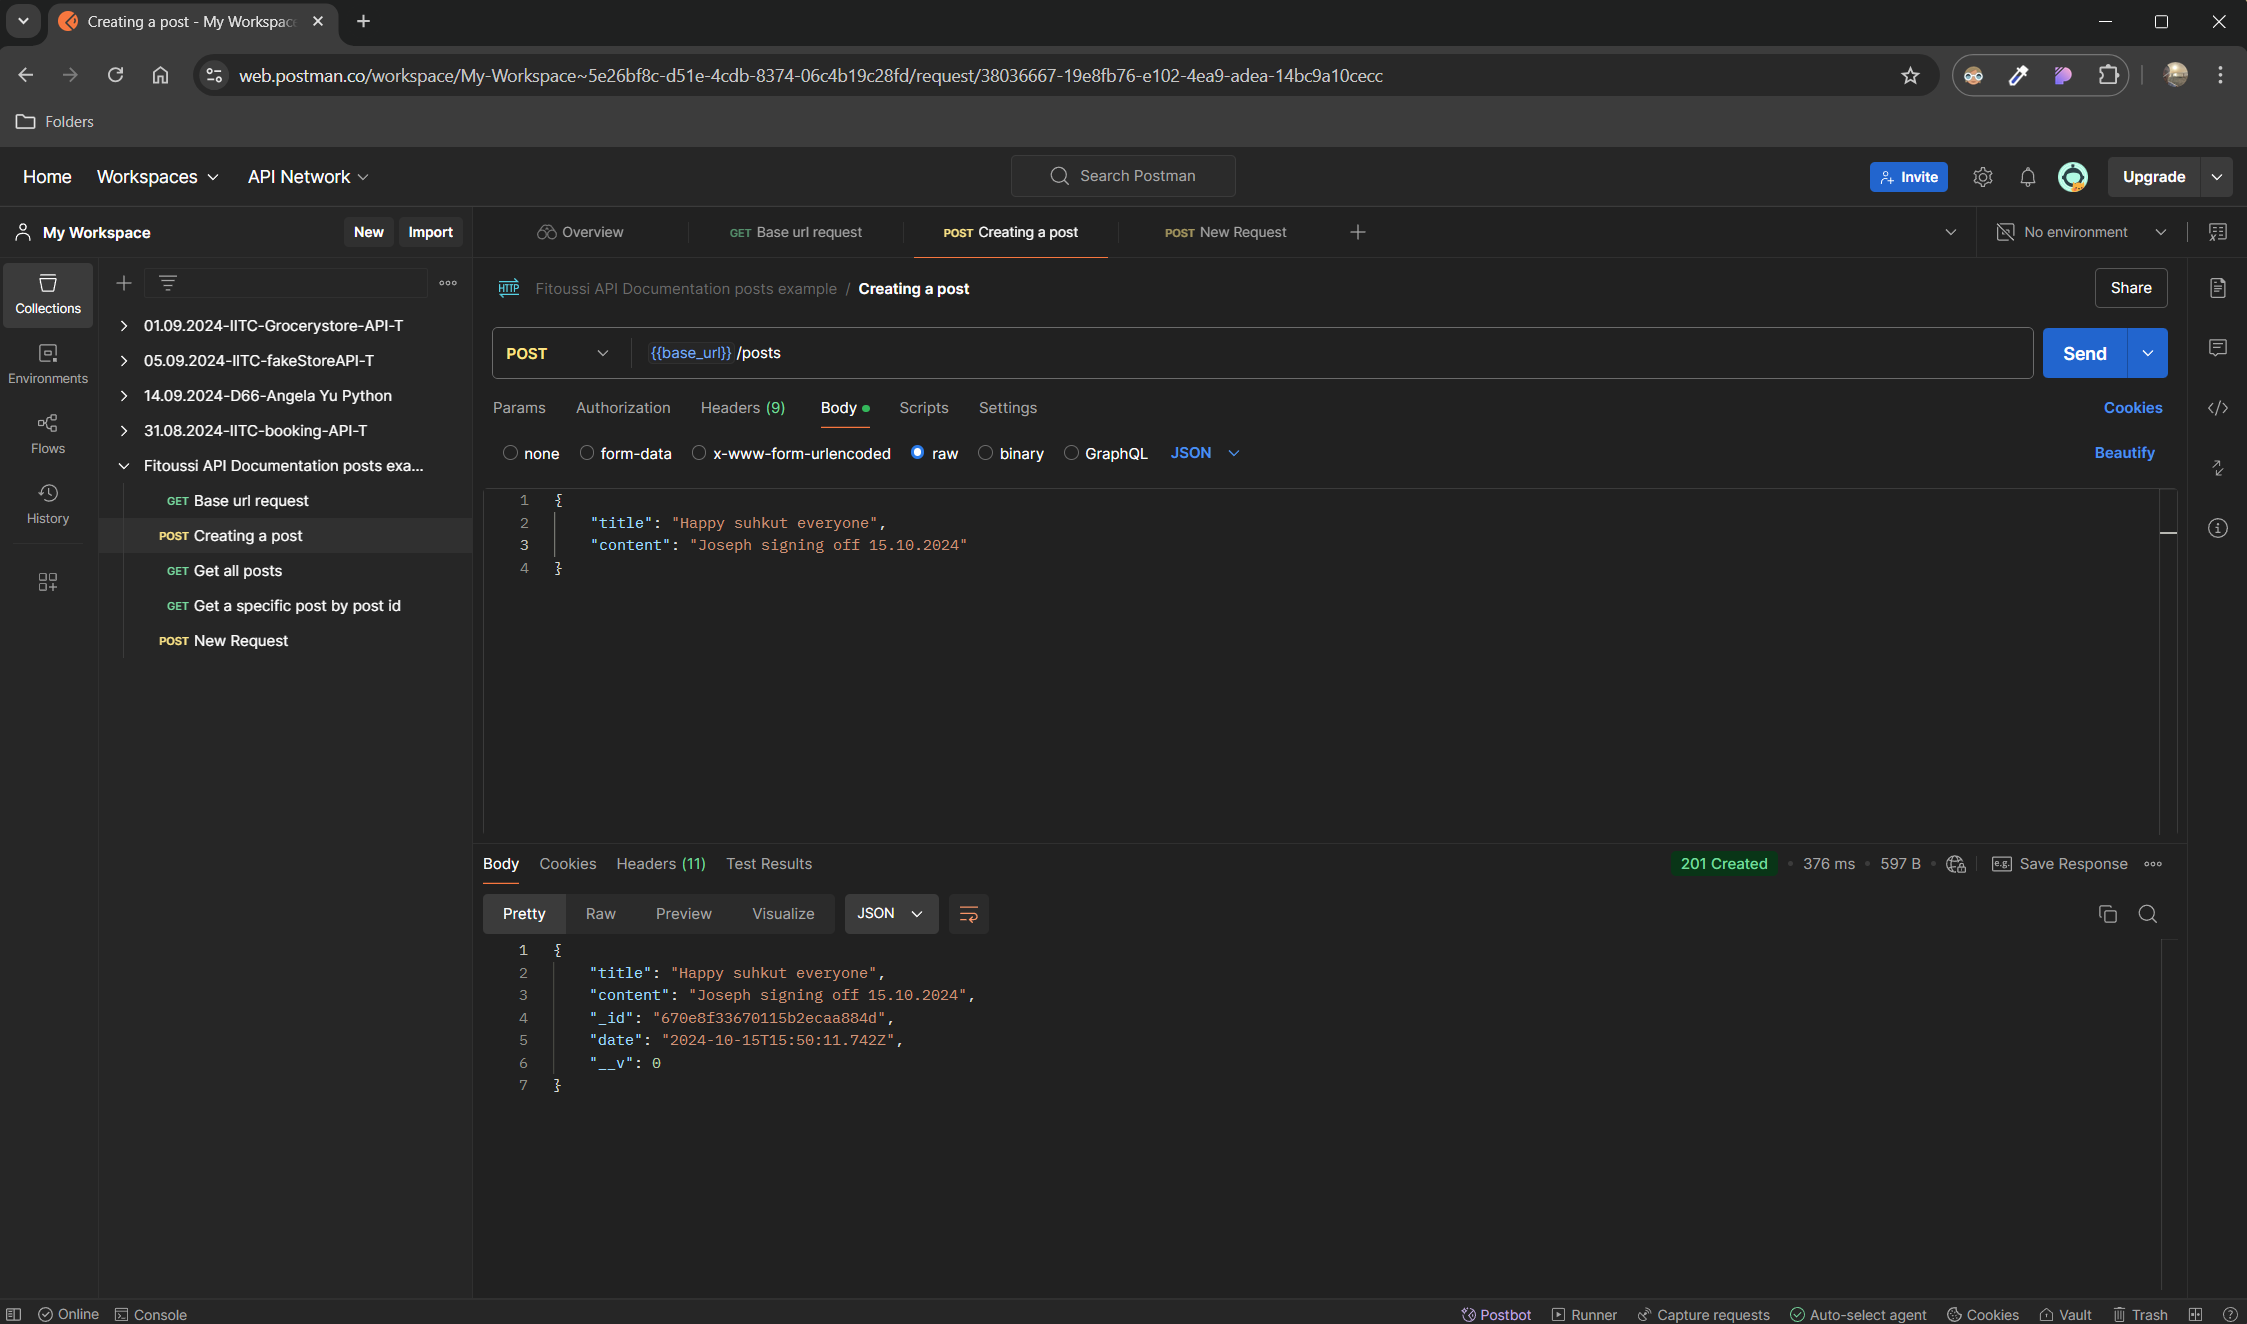 Creating a post - My Workspac
web.postman.co/workspace/My-Workspace~5e26bf8c-d51e-4cdb-8374-06c4b19c28fd/request/38036667-19e8fb76-e102-4ea9-adea-14bc9a10cecc
Folders
Home Workspaces API Network Search Postman Invite Upgrade
My Workspace New Import Overview GET Base url request POST Creating a post POST New Request No environment
Collections
Environments
Flows
History
01.09.2024-IITC-Grocerystore-API-T
05.09.2024-IITC-fakeStoreAPI-T
14.09.2024-D66-Angela Yu Python
31.08.2024-IITC-booking-API-T
Fitoussi API Documentation posts exa...
GET Base url request
POST Creating a post
GET Get all posts
GET Get a specific post by post id
POST New Request
HTTP Fitoussi API Documentation posts example / Creating a post Share
POST {{base_url}} /posts Send
Params Authorization Headers (9) Body Scripts Settings Cookies
none form-data x-www-form-urlencoded raw binary GraphQL JSON Beautify
1 {
2 "title": "Happy suhkut everyone",
3 "content": "Joseph signing off 15.10.2024"
4 }
Body Cookies Headers (11) Test Results 201 Created 376 ms 597 B e.g. Save Response
Pretty Raw Preview Visualize JSON
1 {
2 "title": "Happy suhkut everyone",
3 "content": "Joseph signing off 15.10.2024",
4 "_id": "670e8f33670115b2ecaa884d",
5 "date": "2024-10-15T15:50:11.742Z",
6 "__v": 0
7 }
Online Console Postbot Runner Capture requests Auto-select agent Cookies Vault Trash